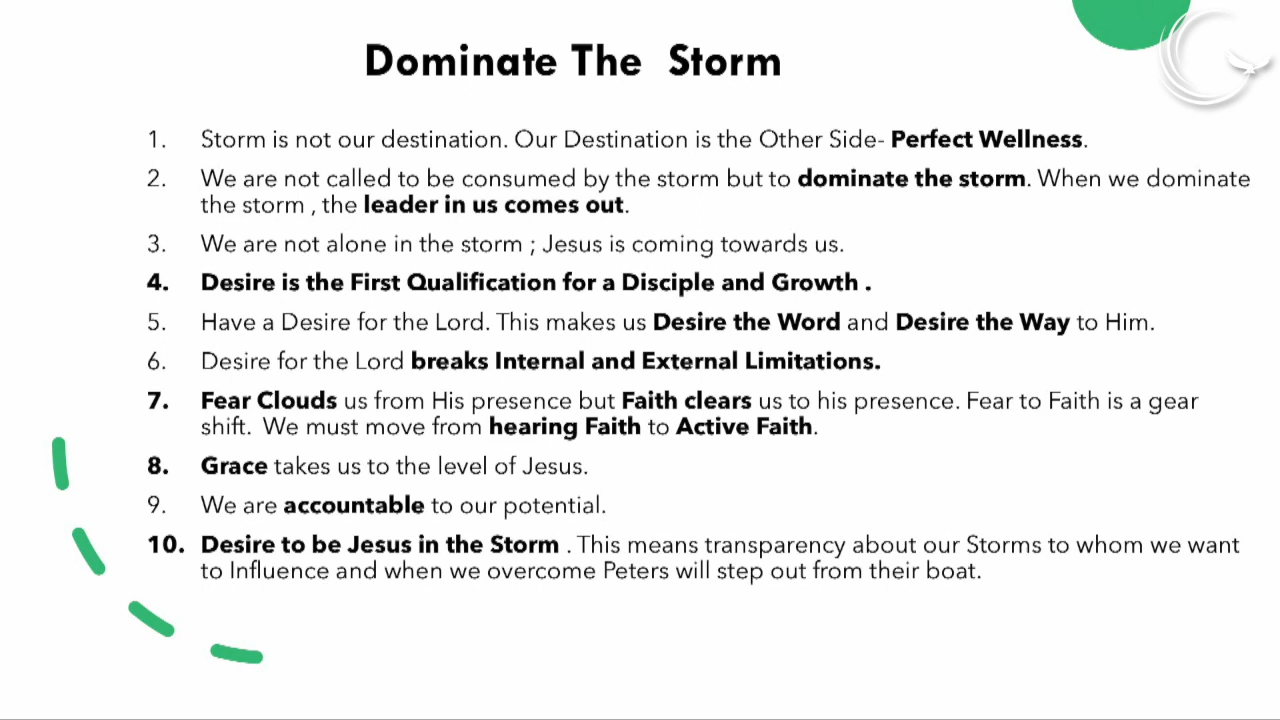 Dominate The  Storm
1. Storm is not our destination. Our Destination is the Other Side- Perfect Wellness.
2. We are not called to be consumed by the storm but to dominate the storm. When we dominate
the storm , the leader in us comes out.
3. We are not alone in the storm ; Jesus is coming towards us.
4. Desire is the First Qualification for a Disciple and Growth .
5. Have a Desire for the Lord. This makes us Desire the Word and Desire the Way to Him.
6. Desire for the Lord breaks Internal and External Limitations.
7. Fear Clouds us from His presence but Faith clears us to his presence. Fear to Faith is a gear
shift.  We must move from hearing Faith to Active Faith.
8. Grace takes us to the level of Jesus.
9. We are accountable to our potential.
10. Desire to be Jesus in the Storm . This means transparency about our Storms to whom we want
to Influence and when we overcome Peters will step out from their boat.